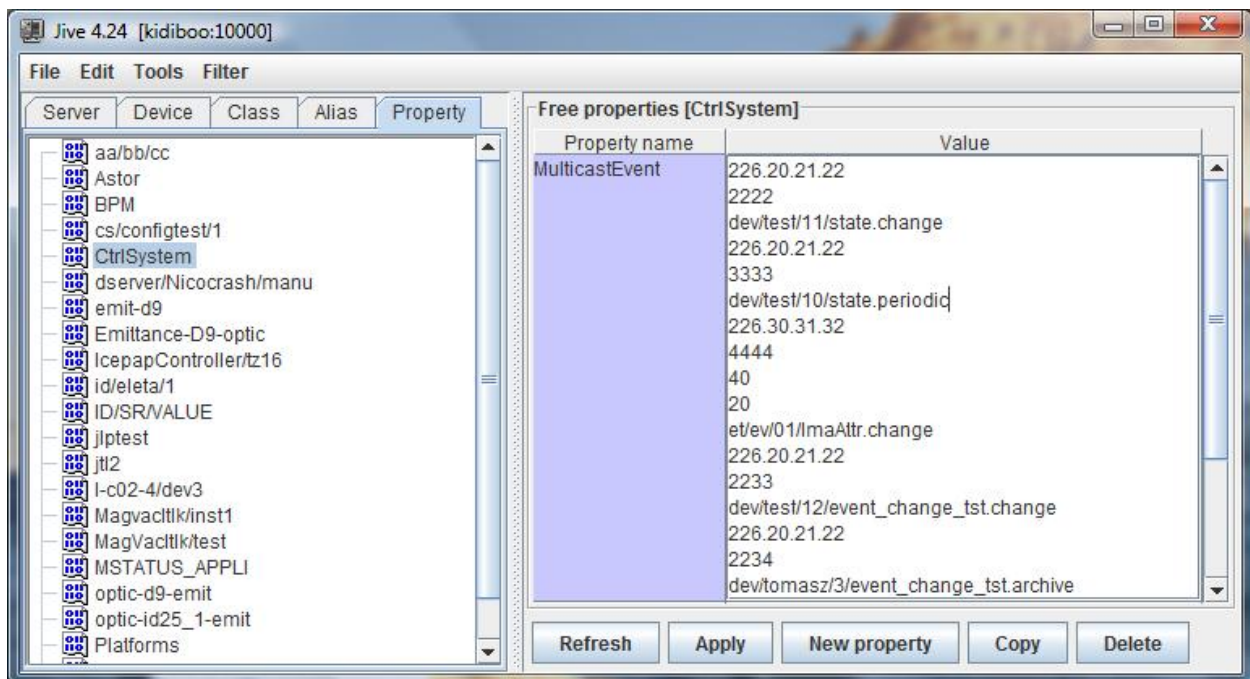 Jive 4.24 [kidiboo:10000]
File Edit Tools Filter
Server Device Class Alias Property
aa/bb/cc
Astor
BPM
cs/configtest/1
CtrlSystem
dserver/Nicocrash/manu
emit-d9
Emittance-D9-optic
IcepapController/tz16
id/eleta/1
ID/SR/VALUE
jlptest
jtl2
l-c02-4/dev3
Magvacltlk/inst1
MagVacltlk/test
MSTATUS_APPLI
optic-d9-emit
optic-id25_1-emit
Platforms
Free properties [CtrlSystem]
Property name Value
MulticastEvent 226.20.21.22
2222
dev/test/11/state.change
226.20.21.22
3333
dev/test/10/state.periodic
226.30.31.32
4444
40
20
et/ev/01/ImaAttr.change
226.20.21.22
2233
dev/test/12/event_change_tst.change
226.20.21.22
2234
dev/tomasz/3/event_change_tst.archive
Refresh Apply New property Copy Delete